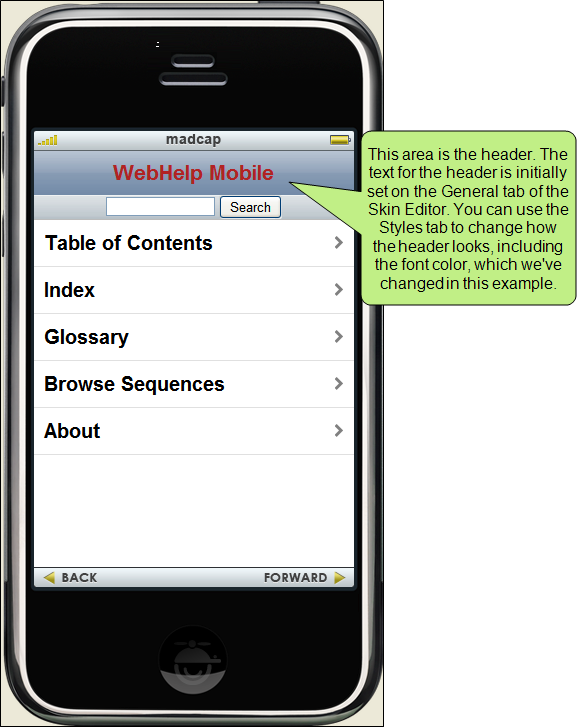 madcap
WebHelp Mobile
Search
Table of Contents
Index
Glossary
Browse Sequences
About
BACK FORWARD
This area is the header. The
text for the header is initially
set on the General tab of the
Skin Editor. You can use the
Styles tab to change how
the header looks, including
the font color, which we've
changed in this example.